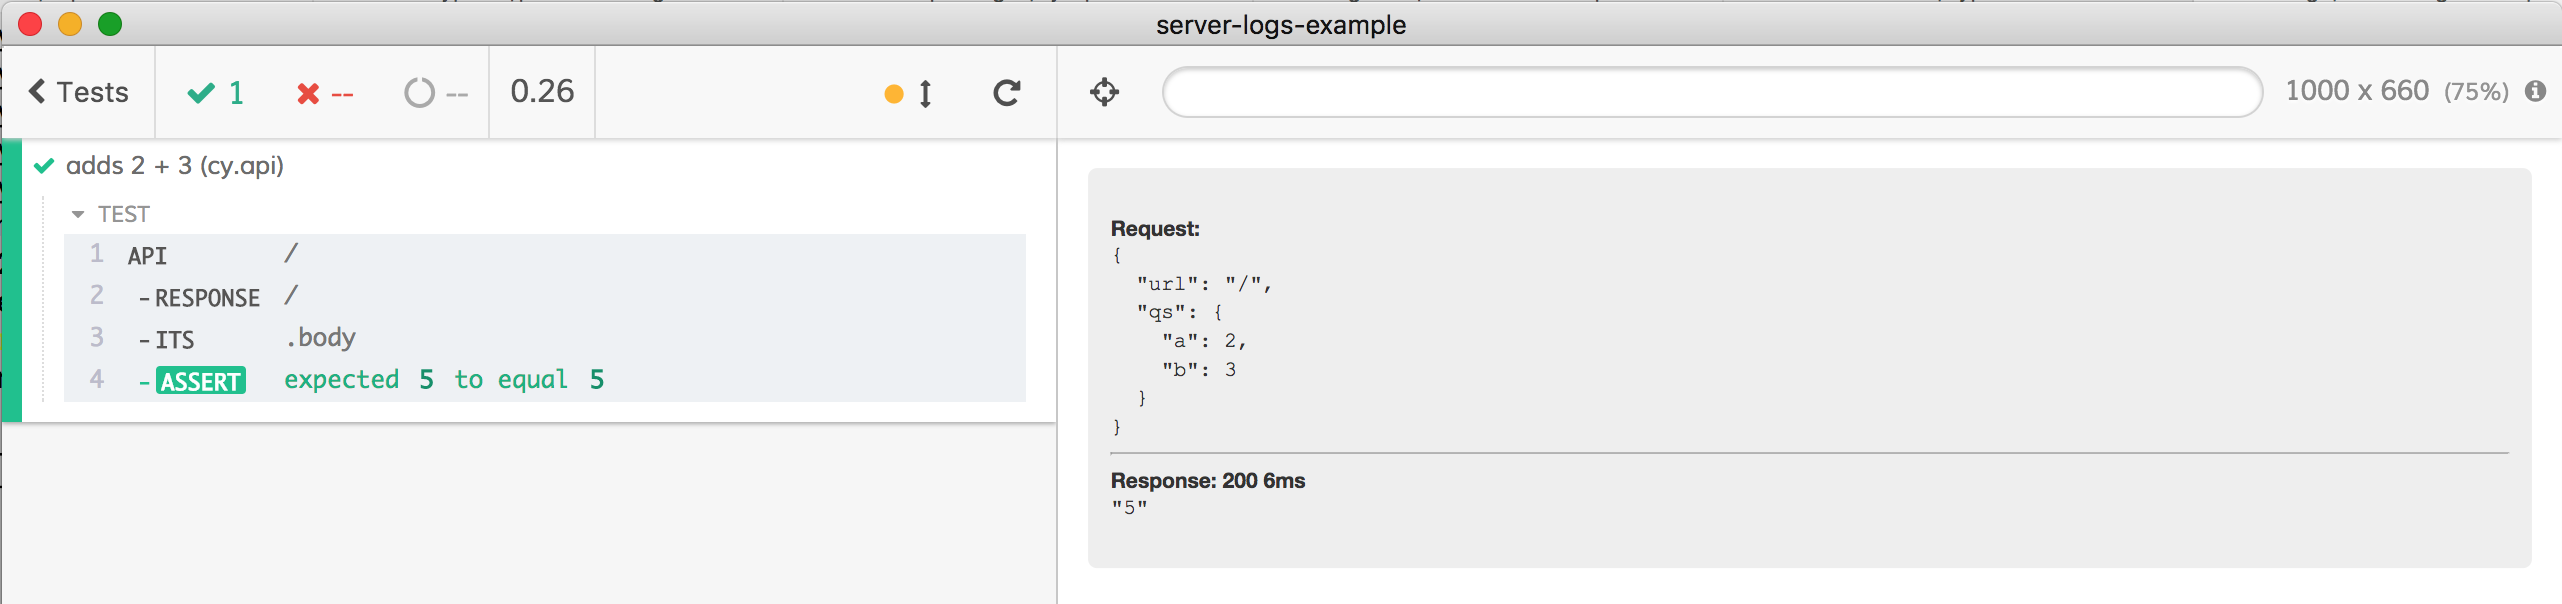 server-logs-example
Tests 1 -- -- 0.26 1000 x 660 (75%)
adds 2 + 3 (cy.api)
TEST
1 API /
2 -RESPONSE /
3 -ITS .body
4 -ASSERT expected 5 to equal 5
Request:
{
"url": "/",
"qs": {
"a": 2,
"b": 3
}
}
Response: 200 6ms
"5"